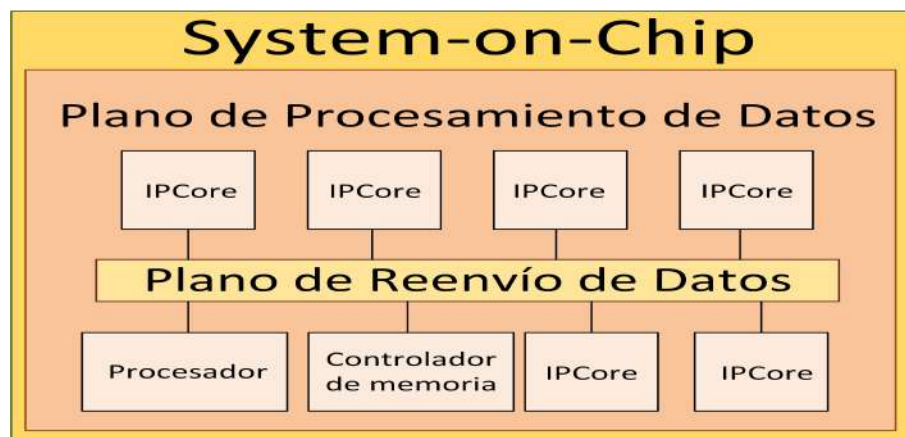 System-on-Chip
Plano de Procesamiento de Datos
IPCore
IPCore
IPCore
IPCore
Plano de Reenvío de Datos
Procesador
Controlador
de memoria
IPCore
IPCore